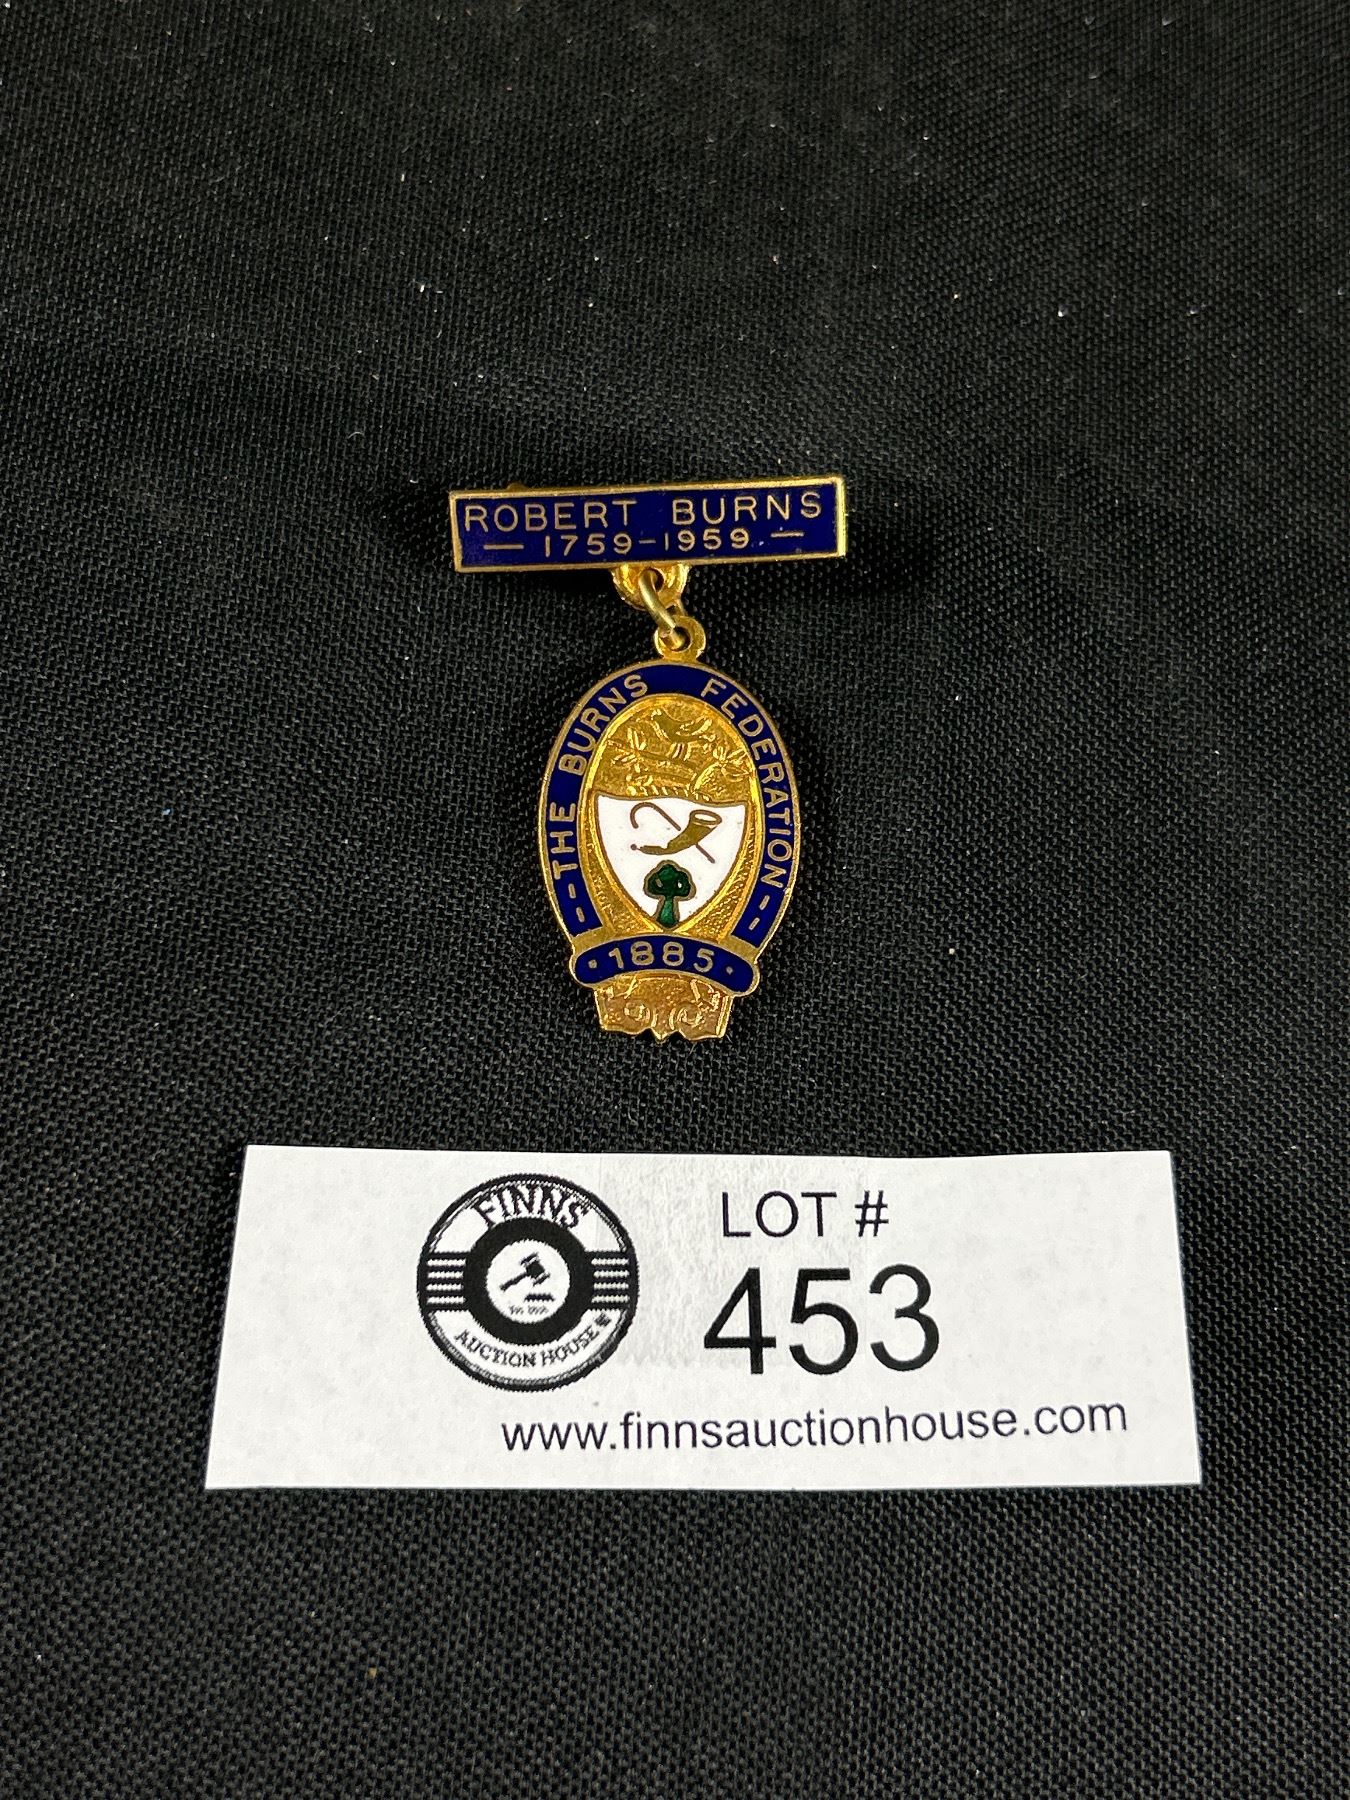 ROBERT BURNS
— 1759–1959 —
THE BURNS FEDERATION
· 1885 ·
FINNS
AUCTION HOUSE
LOT #
453
www.finnsauctionhouse.com